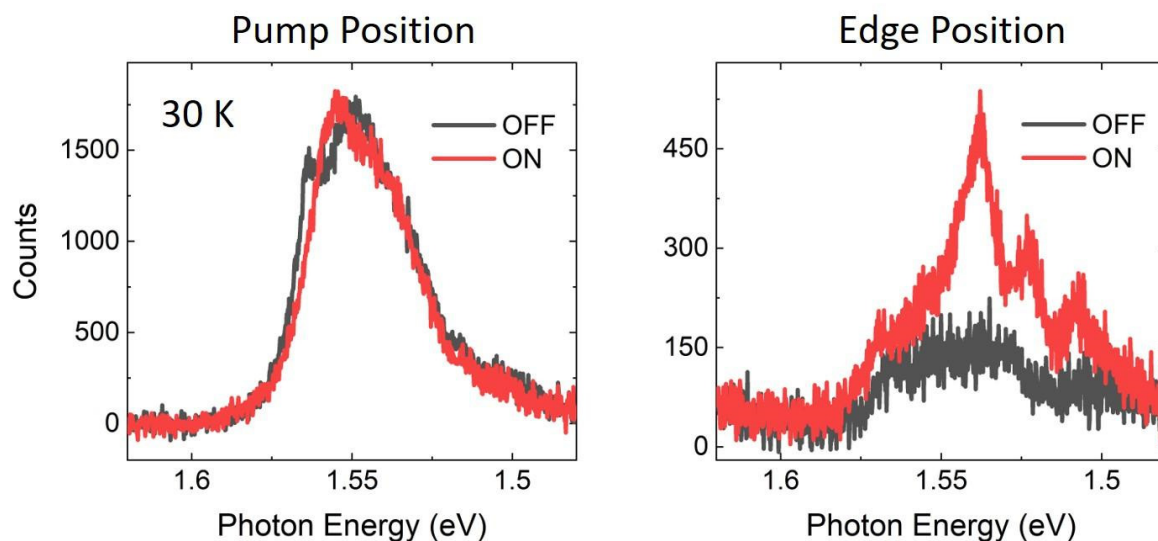 Pump Position
30 K
OFF
ON
1500
1000
500
0
Counts
1.6 1.55 1.5
Photon Energy (eV)
Edge Position
OFF
ON
450
300
150
0
1.6 1.55 1.5
Photon Energy (eV)